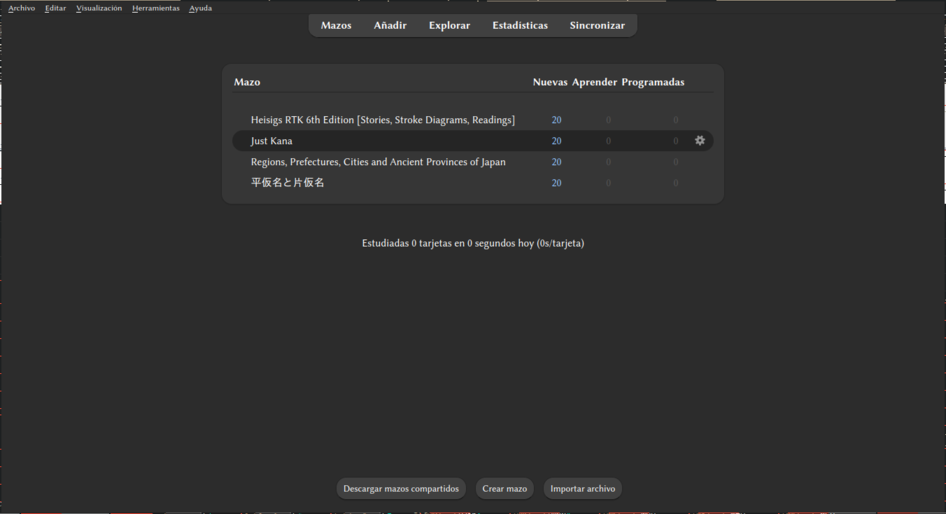 Archivo Editar Visualización Herramientas Ayuda
Mazos Añadir Explorar Estadísticas Sincronizar
Mazo Nuevas Aprender Programadas
Heisigs RTK 6th Edition [Stories, Stroke Diagrams, Readings] 20 0 0
Just Kana 20 0 0
Regions, Prefectures, Cities and Ancient Provinces of Japan 20 0 0
平仮名と片仮名 20 0 0
Estudiadas 0 tarjetas en 0 segundos hoy (0s/tarjeta)
Descargar mazos compartidos Crear mazo Importar archivo